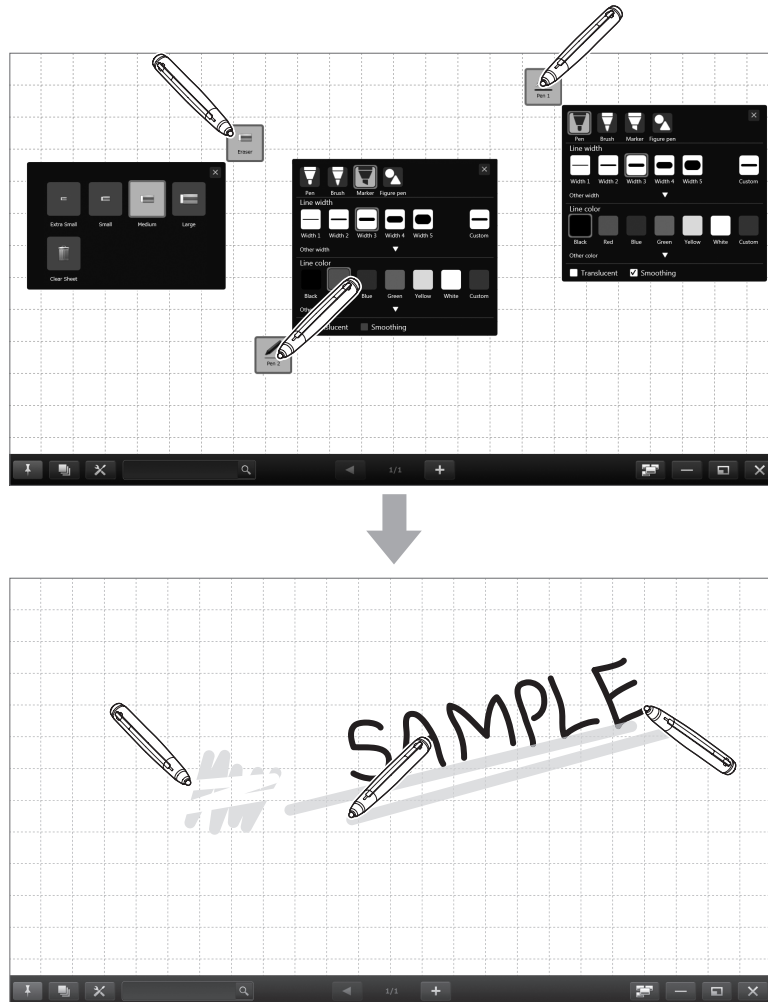 Pen 1
Eraser
Extra Small Small Medium Large
Clear Sheet
Pen Brush Marker Figure pen
Line width
Width 1 Width 2 Width 3 Width 4 Width 5 Custom
Other width
Line color
Black Blue Green Yellow White Custom
Smoothing
Pen 2
Pen Brush Marker Figure pen
Line width
Width 1 Width 2 Width 3 Width 4 Width 5 Custom
Other width
Line color
Black Red Blue Green Yellow White Custom
Other color
Translucent Smoothing
1/1
SAMPLE
1/1